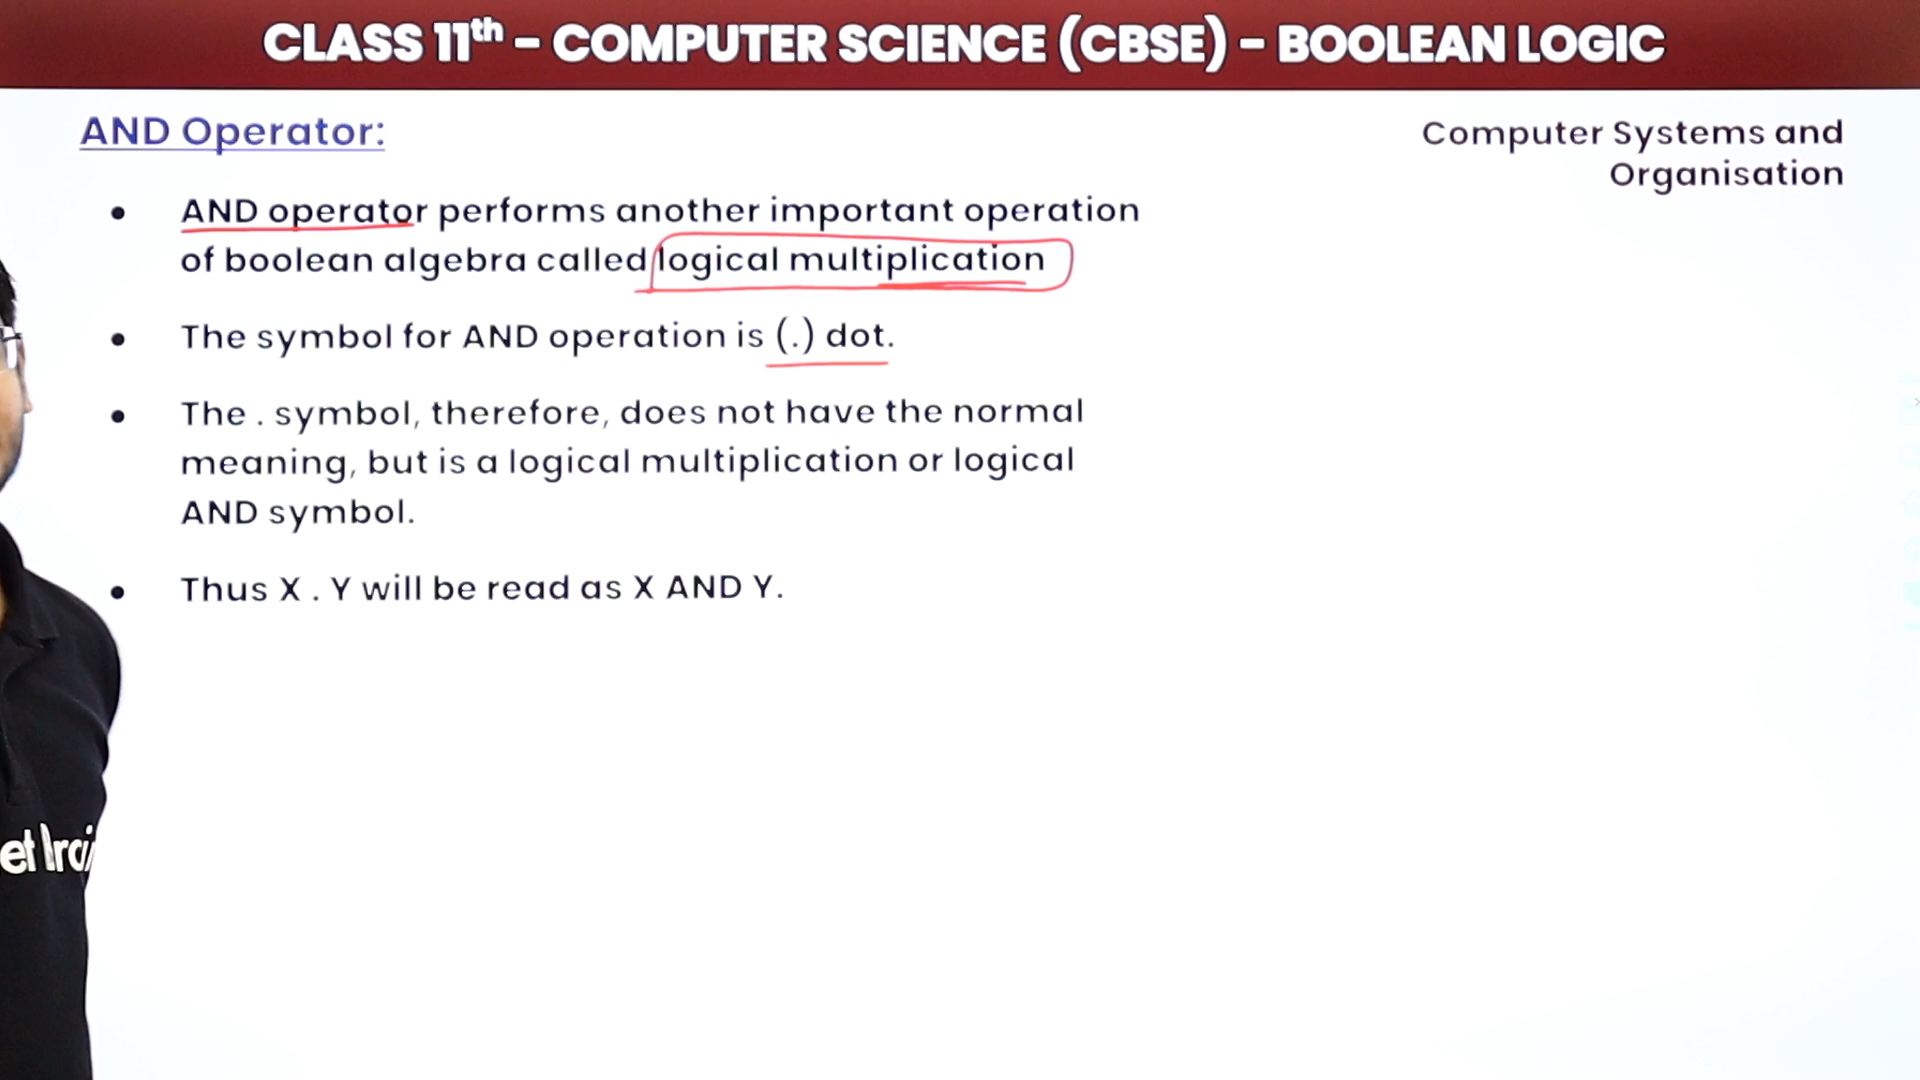 CLASS 11th - COMPUTER SCIENCE (CBSE) - BOOLEAN LOGIC
AND Operator:
Computer Systems and
Organisation
• AND operator performs another important operation
of boolean algebra called logical multiplication
• The symbol for AND operation is (.) dot.
• The . symbol, therefore, does not have the normal
meaning, but is a logical multiplication or logical
AND symbol.
• Thus X . Y will be read as X AND Y.